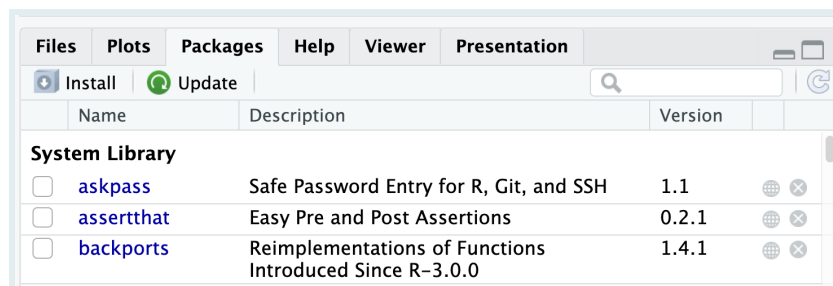 Files Plots Packages Help Viewer Presentation
Install Update
Name Description Version
System Library
askpass Safe Password Entry for R, Git, and SSH 1.1
assertthat Easy Pre and Post Assertions 0.2.1
backports Reimplementations of Functions 1.4.1
Introduced Since R-3.0.0